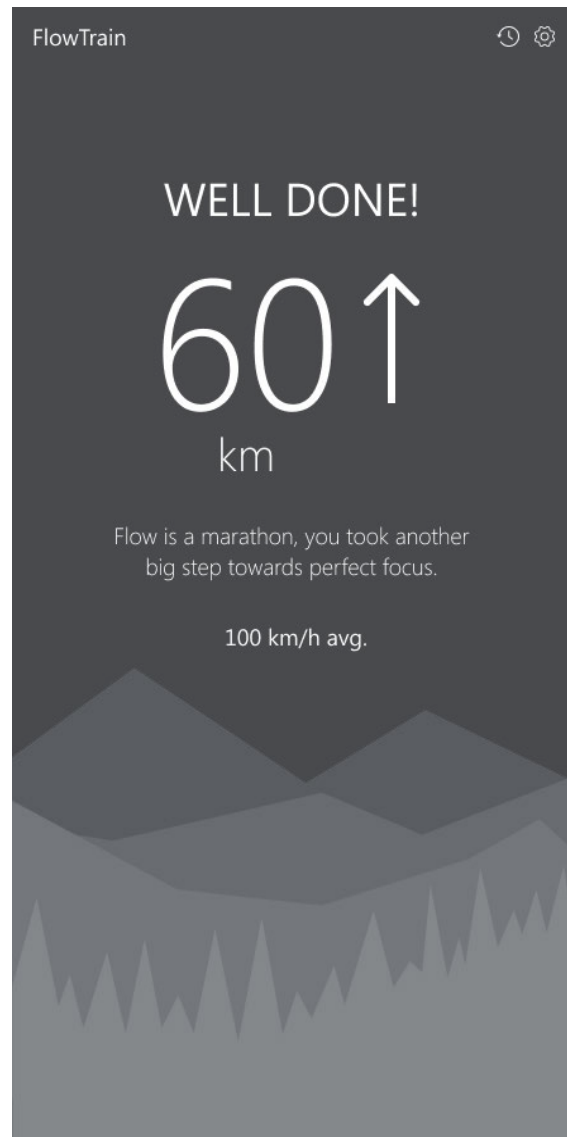 FlowTrain
WELL DONE!
60↑
km
Flow is a marathon, you took another
big step towards perfect focus.
100 km/h avg.